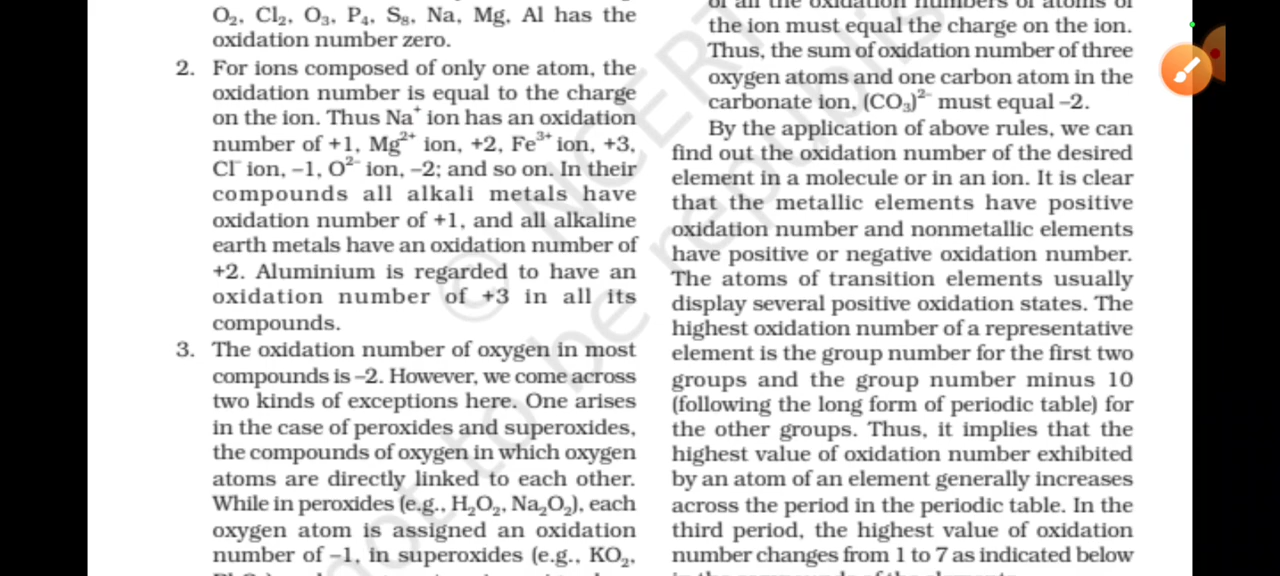 O₂, Cl₂, O₃, P₄, S₈, Na, Mg, Al has the
oxidation number zero.
2. For ions composed of only one atom, the
oxidation number is equal to the charge
on the ion. Thus Na⁺ ion has an oxidation
number of +1, Mg²⁺ ion, +2, Fe³⁺ ion, +3,
Cl⁻ ion, –1, O²⁻ ion, –2; and so on. In their
compounds all alkali metals have
oxidation number of +1, and all alkaline
earth metals have an oxidation number of
+2. Aluminium is regarded to have an
oxidation number of +3 in all its
compounds.
3. The oxidation number of oxygen in most
compounds is –2. However, we come across
two kinds of exceptions here. One arises
in the case of peroxides and superoxides,
the compounds of oxygen in which oxygen
atoms are directly linked to each other.
While in peroxides (e.g., H₂O₂, Na₂O₂), each
oxygen atom is assigned an oxidation
number of –1, in superoxides (e.g., KO₂,
of all the oxidation numbers of atoms of
the ion must equal the charge on the ion.
Thus, the sum of oxidation number of three
oxygen atoms and one carbon atom in the
carbonate ion, (CO₃)²⁻ must equal –2.
By the application of above rules, we can
find out the oxidation number of the desired
element in a molecule or in an ion. It is clear
that the metallic elements have positive
oxidation number and nonmetallic elements
have positive or negative oxidation number.
The atoms of transition elements usually
display several positive oxidation states. The
highest oxidation number of a representative
element is the group number for the first two
groups and the group number minus 10
(following the long form of periodic table) for
the other groups. Thus, it implies that the
highest value of oxidation number exhibited
by an atom of an element generally increases
across the period in the periodic table. In the
third period, the highest value of oxidation
number changes from 1 to 7 as indicated below
© NCERT
not to be republis